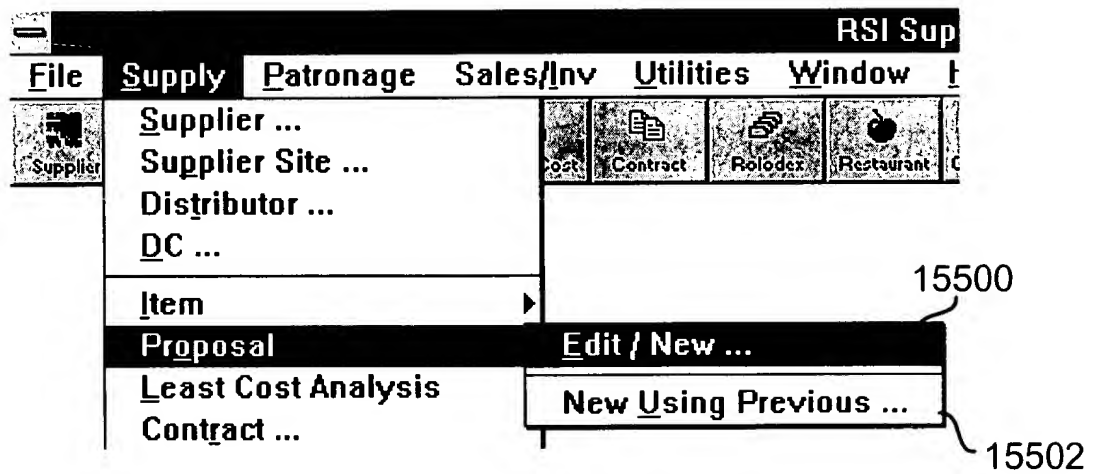 RSI Sup
File Supply Patronage Sales/Inv Utilities Window H
Supplier Cost Contract Rolodex Restaurant
Supplier ...
Supplier Site ...
Distributor ...
DC ...
Item
Proposal
Edit / New ...
Least Cost Analysis
New Using Previous ...
Contract ...
15500
15502